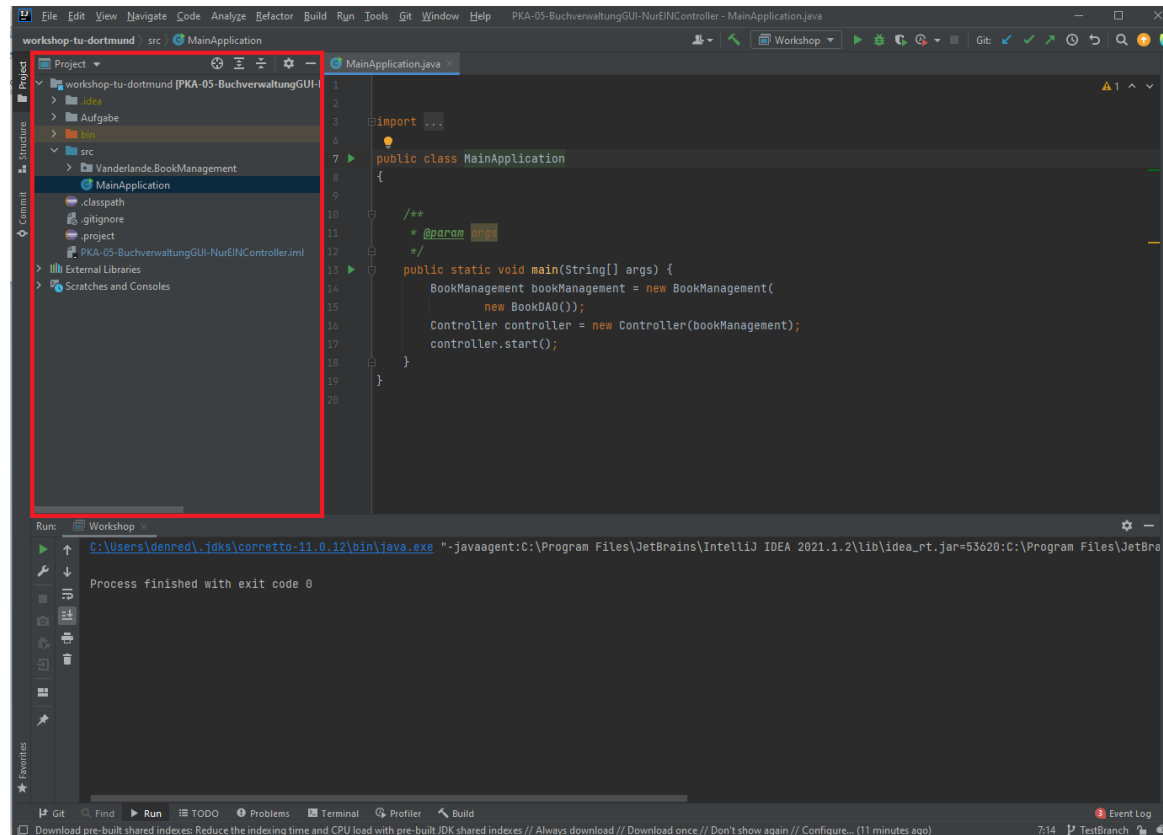 File Edit View Navigate Code Analyze Refactor Build Run Tools Git Window Help PKA-05-BuchverwaltungGUI-NurEINController - MainApplication.java
workshop-tu-dortmund src MainApplication Workshop Git:
Project
MainApplication.java
Project
Structure
Commit
Favorites
workshop-tu-dortmund [PKA-05-BuchverwaltungGUI-
.idea
Aufgabe
bin
src
Vanderlande.BookManagement
MainApplication
.classpath
.gitignore
.project
PKA-05-BuchverwaltungGUI-NurEINController.iml
External Libraries
Scratches and Consoles
1
1
2
3 import ...
6
7 public class MainApplication
8 {
9
10 /**
11 * @param args
12 */
13 public static void main(String[] args) {
14 BookManagement bookManagement = new BookManagement(
15 new BookDAO());
16 Controller controller = new Controller(bookManagement);
17 controller.start();
18 }
19 }
20
Run: Workshop
C:\Users\denred\.jdks\corretto-11.0.12\bin\java.exe "-javaagent:C:\Program Files\JetBrains\IntelliJ IDEA 2021.1.2\lib\idea_rt.jar=53620:C:\Program Files\JetBra
Process finished with exit code 0
Git Find Run TODO Problems Terminal Profiler Build 3 Event Log
Download pre-built shared indexes: Reduce the indexing time and CPU load with pre-built JDK shared indexes // Always download // Download once // Don't show again // Configure... (11 minutes ago) 7:14 TestBranch